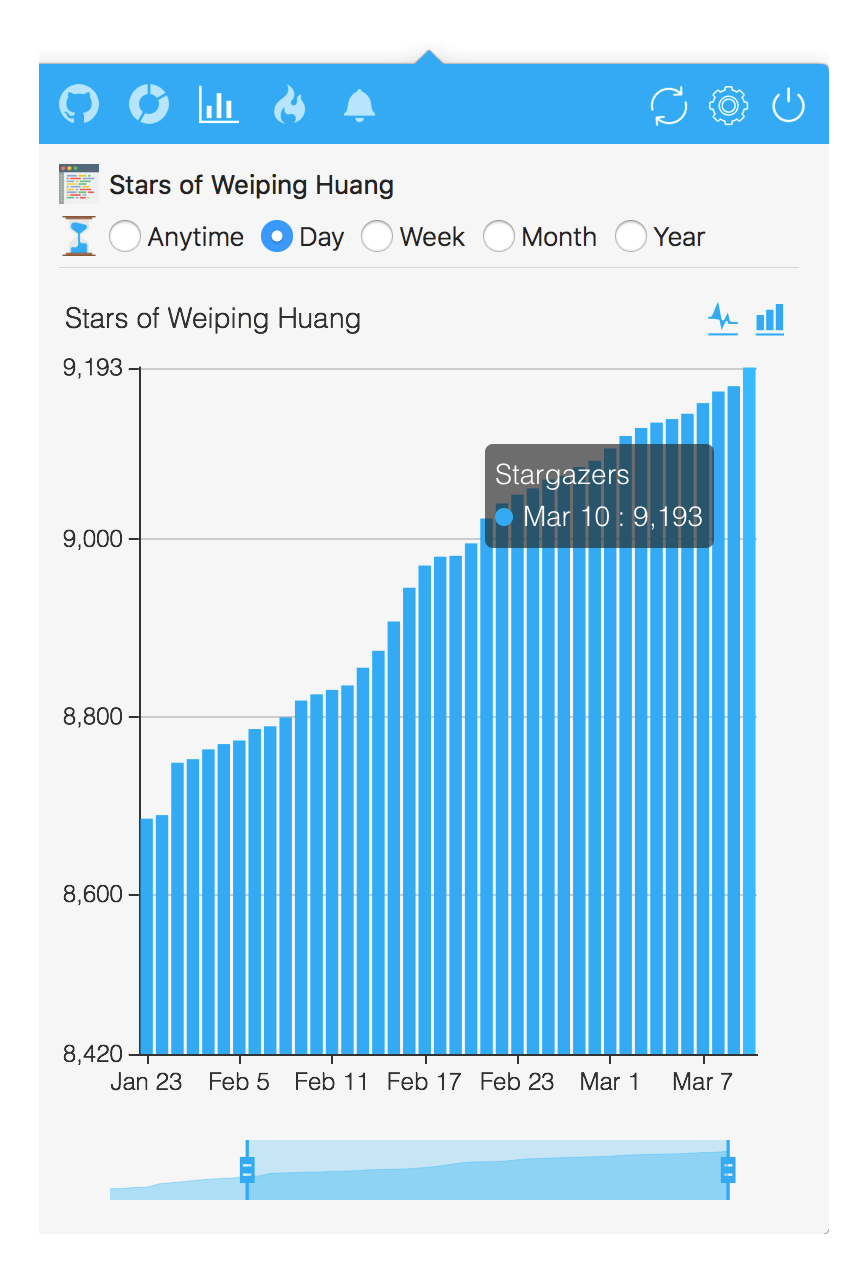 Stars of Weiping Huang
Anytime Day Week Month Year
Stars of Weiping Huang
9,193
Stargazers
Mar 10 : 9,193
9,000
8,800
8,600
8,420
Jan 23 Feb 5 Feb 11 Feb 17 Feb 23 Mar 1 Mar 7